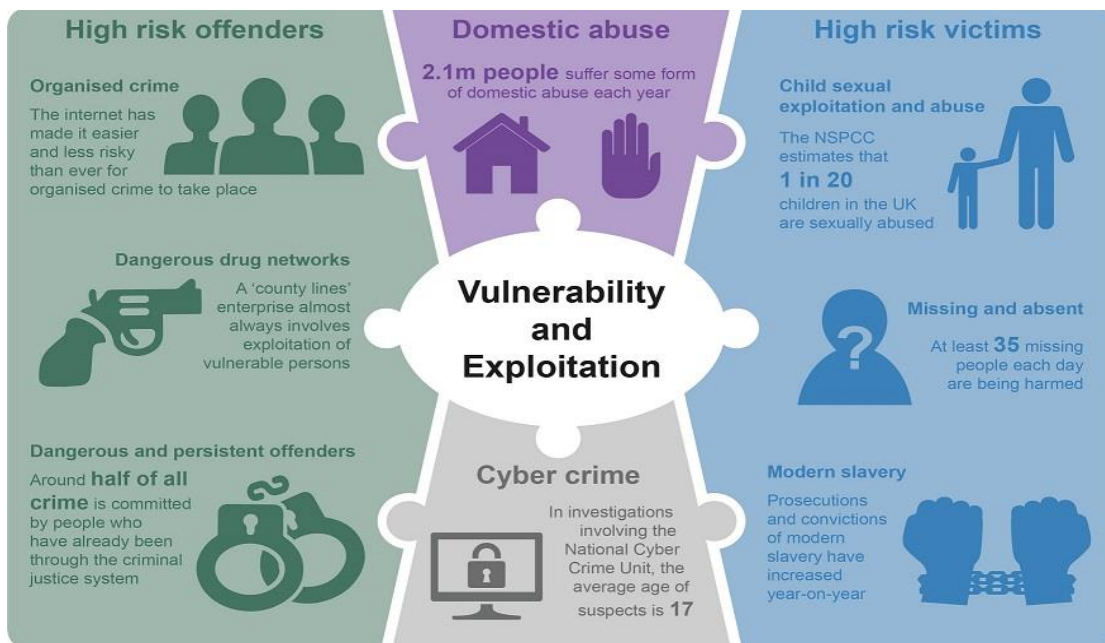 High risk offenders
Organised crime
The internet has
made it easier
and less risky
than ever for
organised crime to take place
Dangerous drug networks
A ‘county lines’
enterprise almost
always involves
exploitation of
vulnerable persons
Dangerous and persistent offenders
Around half of all
crime is committed
by people who
have already been
through the criminal
justice system
Domestic abuse
2.1m people suffer some form
of domestic abuse each year
Vulnerability
and
Exploitation
Cyber crime
In investigations
involving the
National Cyber
Crime Unit, the
average age of
suspects is 17
High risk victims
Child sexual
exploitation and abuse
The NSPCC
estimates that
1 in 20
children in the UK
are sexually abused
?
Missing and absent
At least 35 missing
people each day
are being harmed
Modern slavery
Prosecutions
and convictions
of modern
slavery have
increased
year-on-year